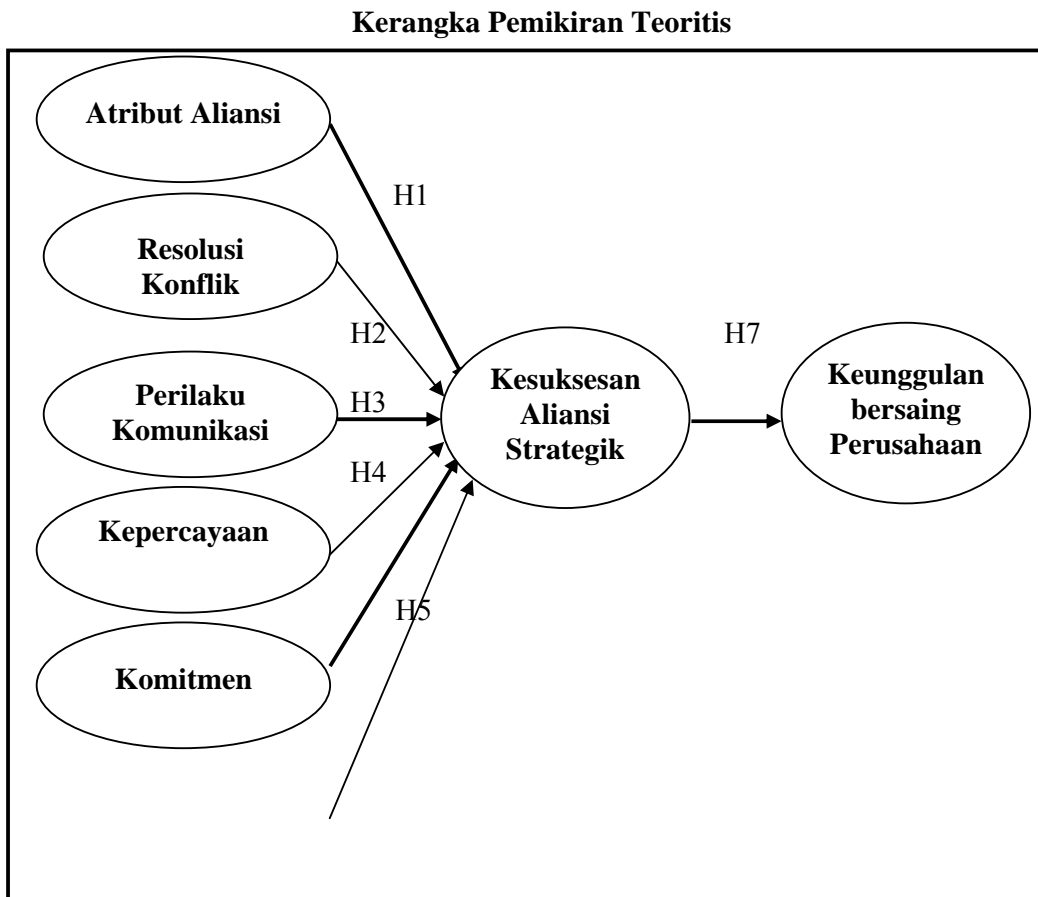 Kerangka Pemikiran Teoritis
Atribut Aliansi
H1
Resolusi
Konflik
H2
Perilaku
Komunikasi
H3
Kepercayaan
H4
Komitmen
H5
Kesuksesan
Aliansi
Strategik
H7
Keunggulan
bersaing
Perusahaan